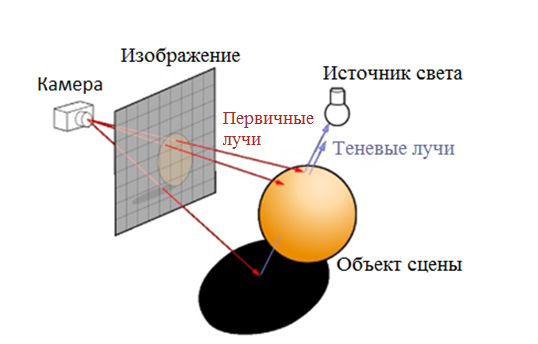 Изображение
Камера
Источник света
Первичные
лучи
Теневые лучи
Объект сцены